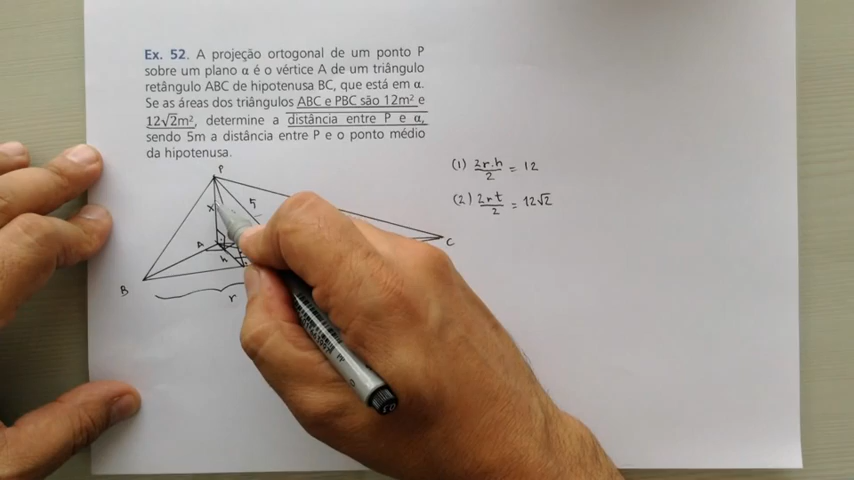 Ex. 52. A projeção ortogonal de um ponto P
sobre um plano α é o vértice A de um triângulo
retângulo ABC de hipotenusa BC, que está em α.
Se as áreas dos triângulos ABC e PBC são 12m² e
12√2m², determine a distância entre P e α,
sendo 5m a distância entre P e o ponto médio
da hipotenusa.
(1) 2r.h/2 = 12
(2) 2rt/2 = 12√2
P
5
X
A
C
h
B
r